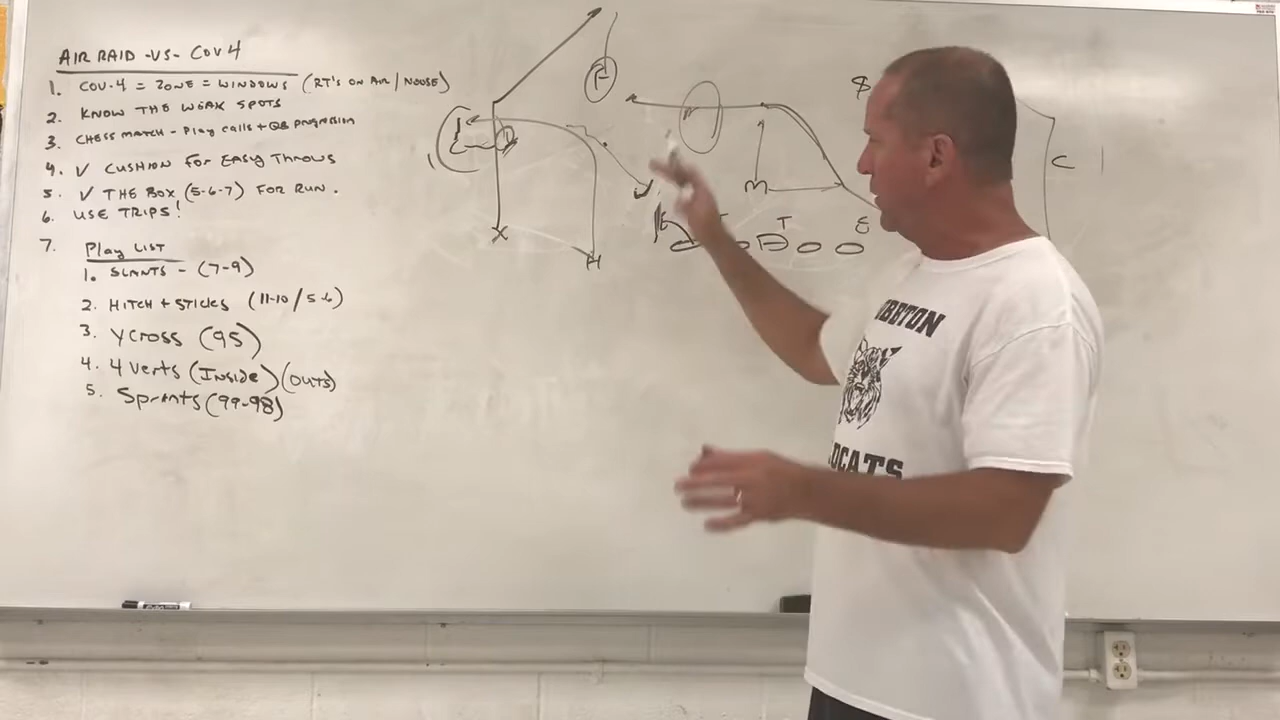 AIR RAID -VS- COV 4
1. COV-4 = ZONE = WINDOWS (RT'S ON AIR / NOOSE)
2. KNOW THE WEAK SPOTS
3. CHESS MATCH - Play calls + QB progression
4. ✓ CUSHION FOR EASY THROWS
5. ✓ THE BOX (5-6-7) FOR RUN.
6. USE TRIPS!
7. Play LIST
1. SLANTS - (7-9)
2. HITCH + STICKS (11-10 / 5-6)
3. YCROSS (95)
4. 4 Verts (INSIDE) (OUTS)
5. Sprints (99-98)
F
$
C
M
T
E
X
H
WILDCATS